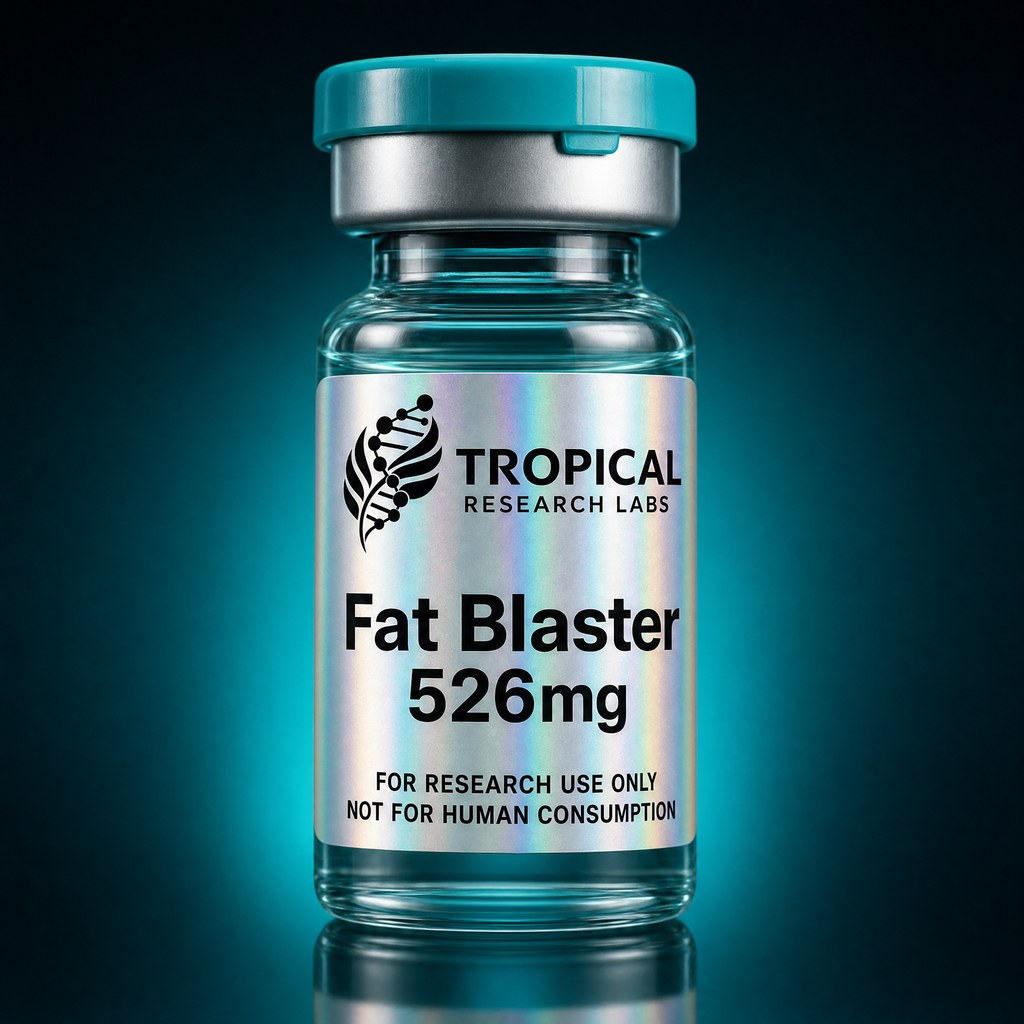 TROPICAL
RESEARCH LABS
Fat Blaster
526mg
FOR RESEARCH USE ONLY
NOT FOR HUMAN CONSUMPTION